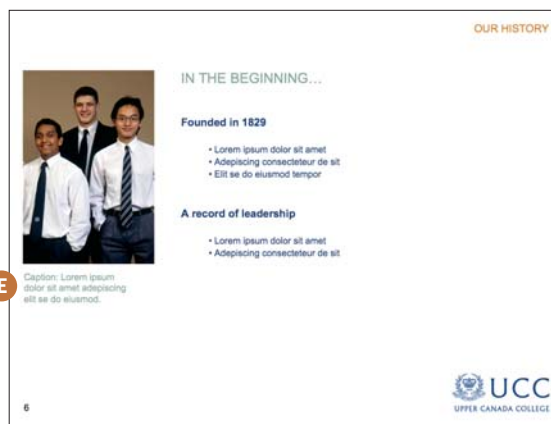 OUR HISTORY
IN THE BEGINNING…
Founded in 1829
• Lorem ipsum dolor sit amet
• Adepiscing consecteteur de sit
• Elit se do eiusmod tempor
A record of leadership
• Lorem ipsum dolor sit amet
• Adepiscing consecteteur de sit
E
Caption: Lorem ipsum
dolor sit amet adepiscing
elit se do eiusmod.
6
UCC
UPPER CANADA COLLEGE